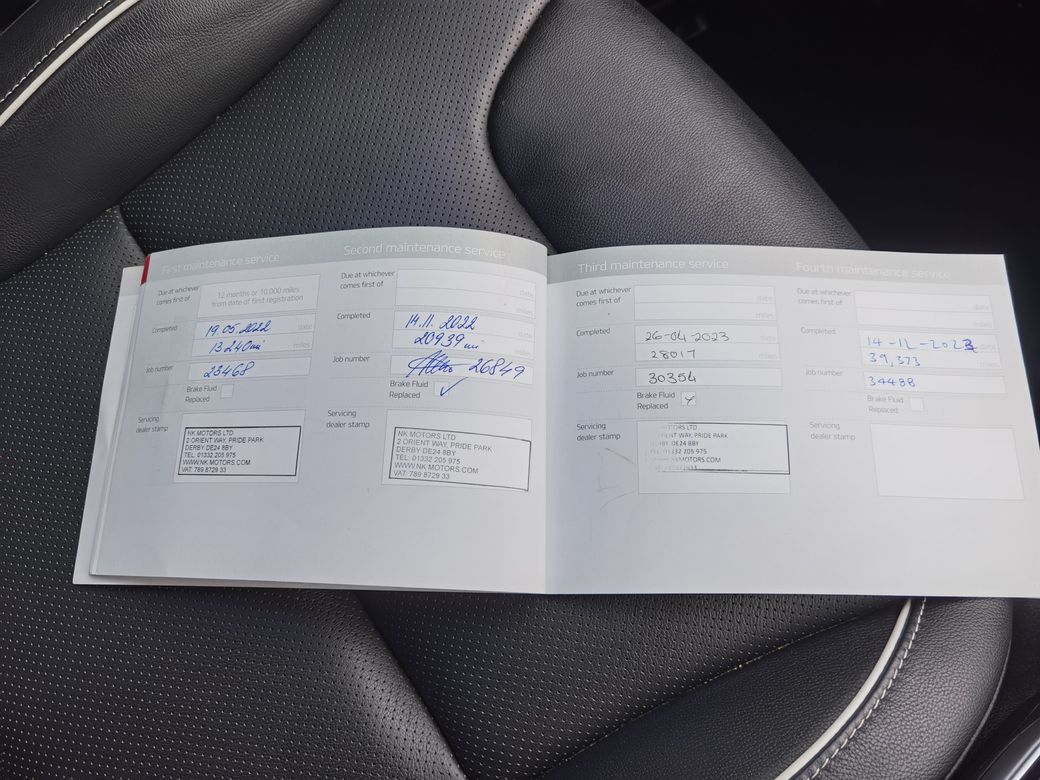 First maintenance service
Due at whichever comes first of
12 months or 10,000 miles
from date of first registration
Completed
19.05.2022 date
13240mi miles
Job number
23468
Brake Fluid
Replaced
Servicing
dealer stamp
NK MOTORS LTD
2 ORIENT WAY, PRIDE PARK
DERBY DE24 8BY
TEL: 01332 205 975
WWW.NK MOTORS.COM
VAT: 789 8729 33
Second maintenance service
Due at whichever
comes first of
date
miles
Completed
14.11.2022 date
20939 mi
Job number
26849
Brake Fluid
Replaced
Servicing
dealer stamp
NK MOTORS LTD
2 ORIENT WAY, PRIDE PARK
DERBY DE24 8BY
TEL: 01332 205 975
WWW.NK MOTORS.COM
VAT: 789 8729 33
Third maintenance service
Due at whichever
comes first of
date
miles
Completed
26-04-2023 date
28017 miles
Job number
30354
Brake Fluid
Replaced
Servicing
dealer stamp
TORS LTD
ENT WAY, PRIDE PARK
DE24 8BY
205 975
MOTORS.COM
Fourth maintenance service
Due at whichever
comes first of
date
miles
Completed
14-12-2023 date
39,373 miles
Job number
34488
Brake Fluid
Replaced
Servicing
dealer stamp